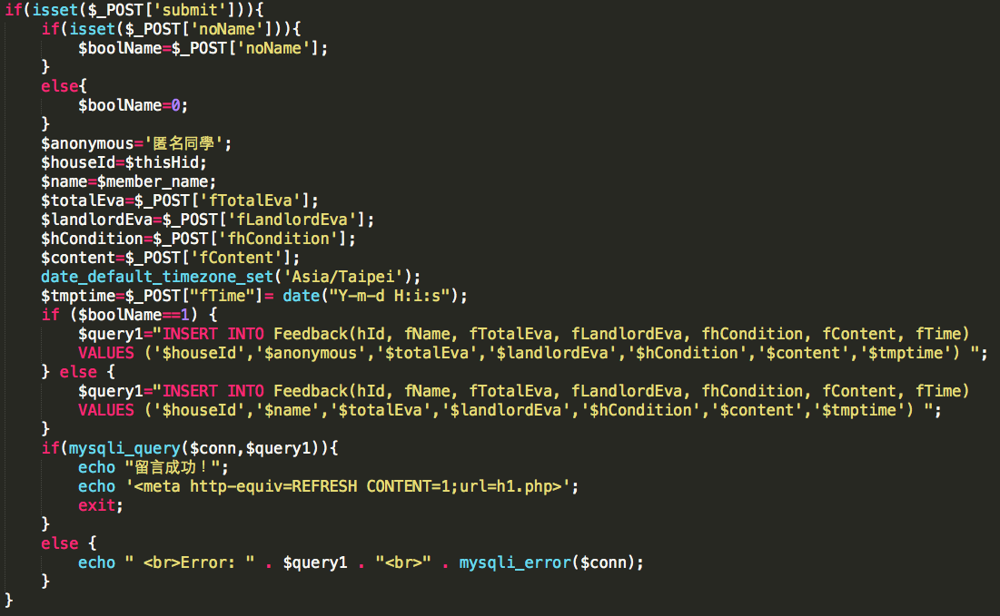 if(isset($_POST['submit'])){
    if(isset($_POST['noName'])){
        $boolName=$_POST['noName'];
    }
    else{
        $boolName=0;
    }
    $anonymous='匿名同學';
    $houseId=$thisHid;
    $name=$member_name;
    $totalEva=$_POST['fTotalEva'];
    $landlordEva=$_POST['fLandlordEva'];
    $hCondition=$_POST['fhCondition'];
    $content=$_POST['fContent'];
    date_default_timezone_set('Asia/Taipei');
    $tmptime=$_POST["fTime"]= date("Y-m-d H:i:s");
    if ($boolName==1) {
        $query1="INSERT INTO Feedback(hId, fName, fTotalEva, fLandlordEva, fhCondition, fContent, fTime)
        VALUES ('$houseId','$anonymous','$totalEva','$landlordEva','$hCondition','$content','$tmptime') ";
    } else {
        $query1="INSERT INTO Feedback(hId, fName, fTotalEva, fLandlordEva, fhCondition, fContent, fTime)
        VALUES ('$houseId','$name','$totalEva','$landlordEva','$hCondition','$content','$tmptime') ";
    }
    if(mysqli_query($conn,$query1)){
        echo "留言成功！";
        echo '<meta http-equiv=REFRESH CONTENT=1;url=h1.php>';
        exit;
    }
    else {
        echo " <br>Error: " . $query1 . "<br>" . mysqli_error($conn);
    }
}